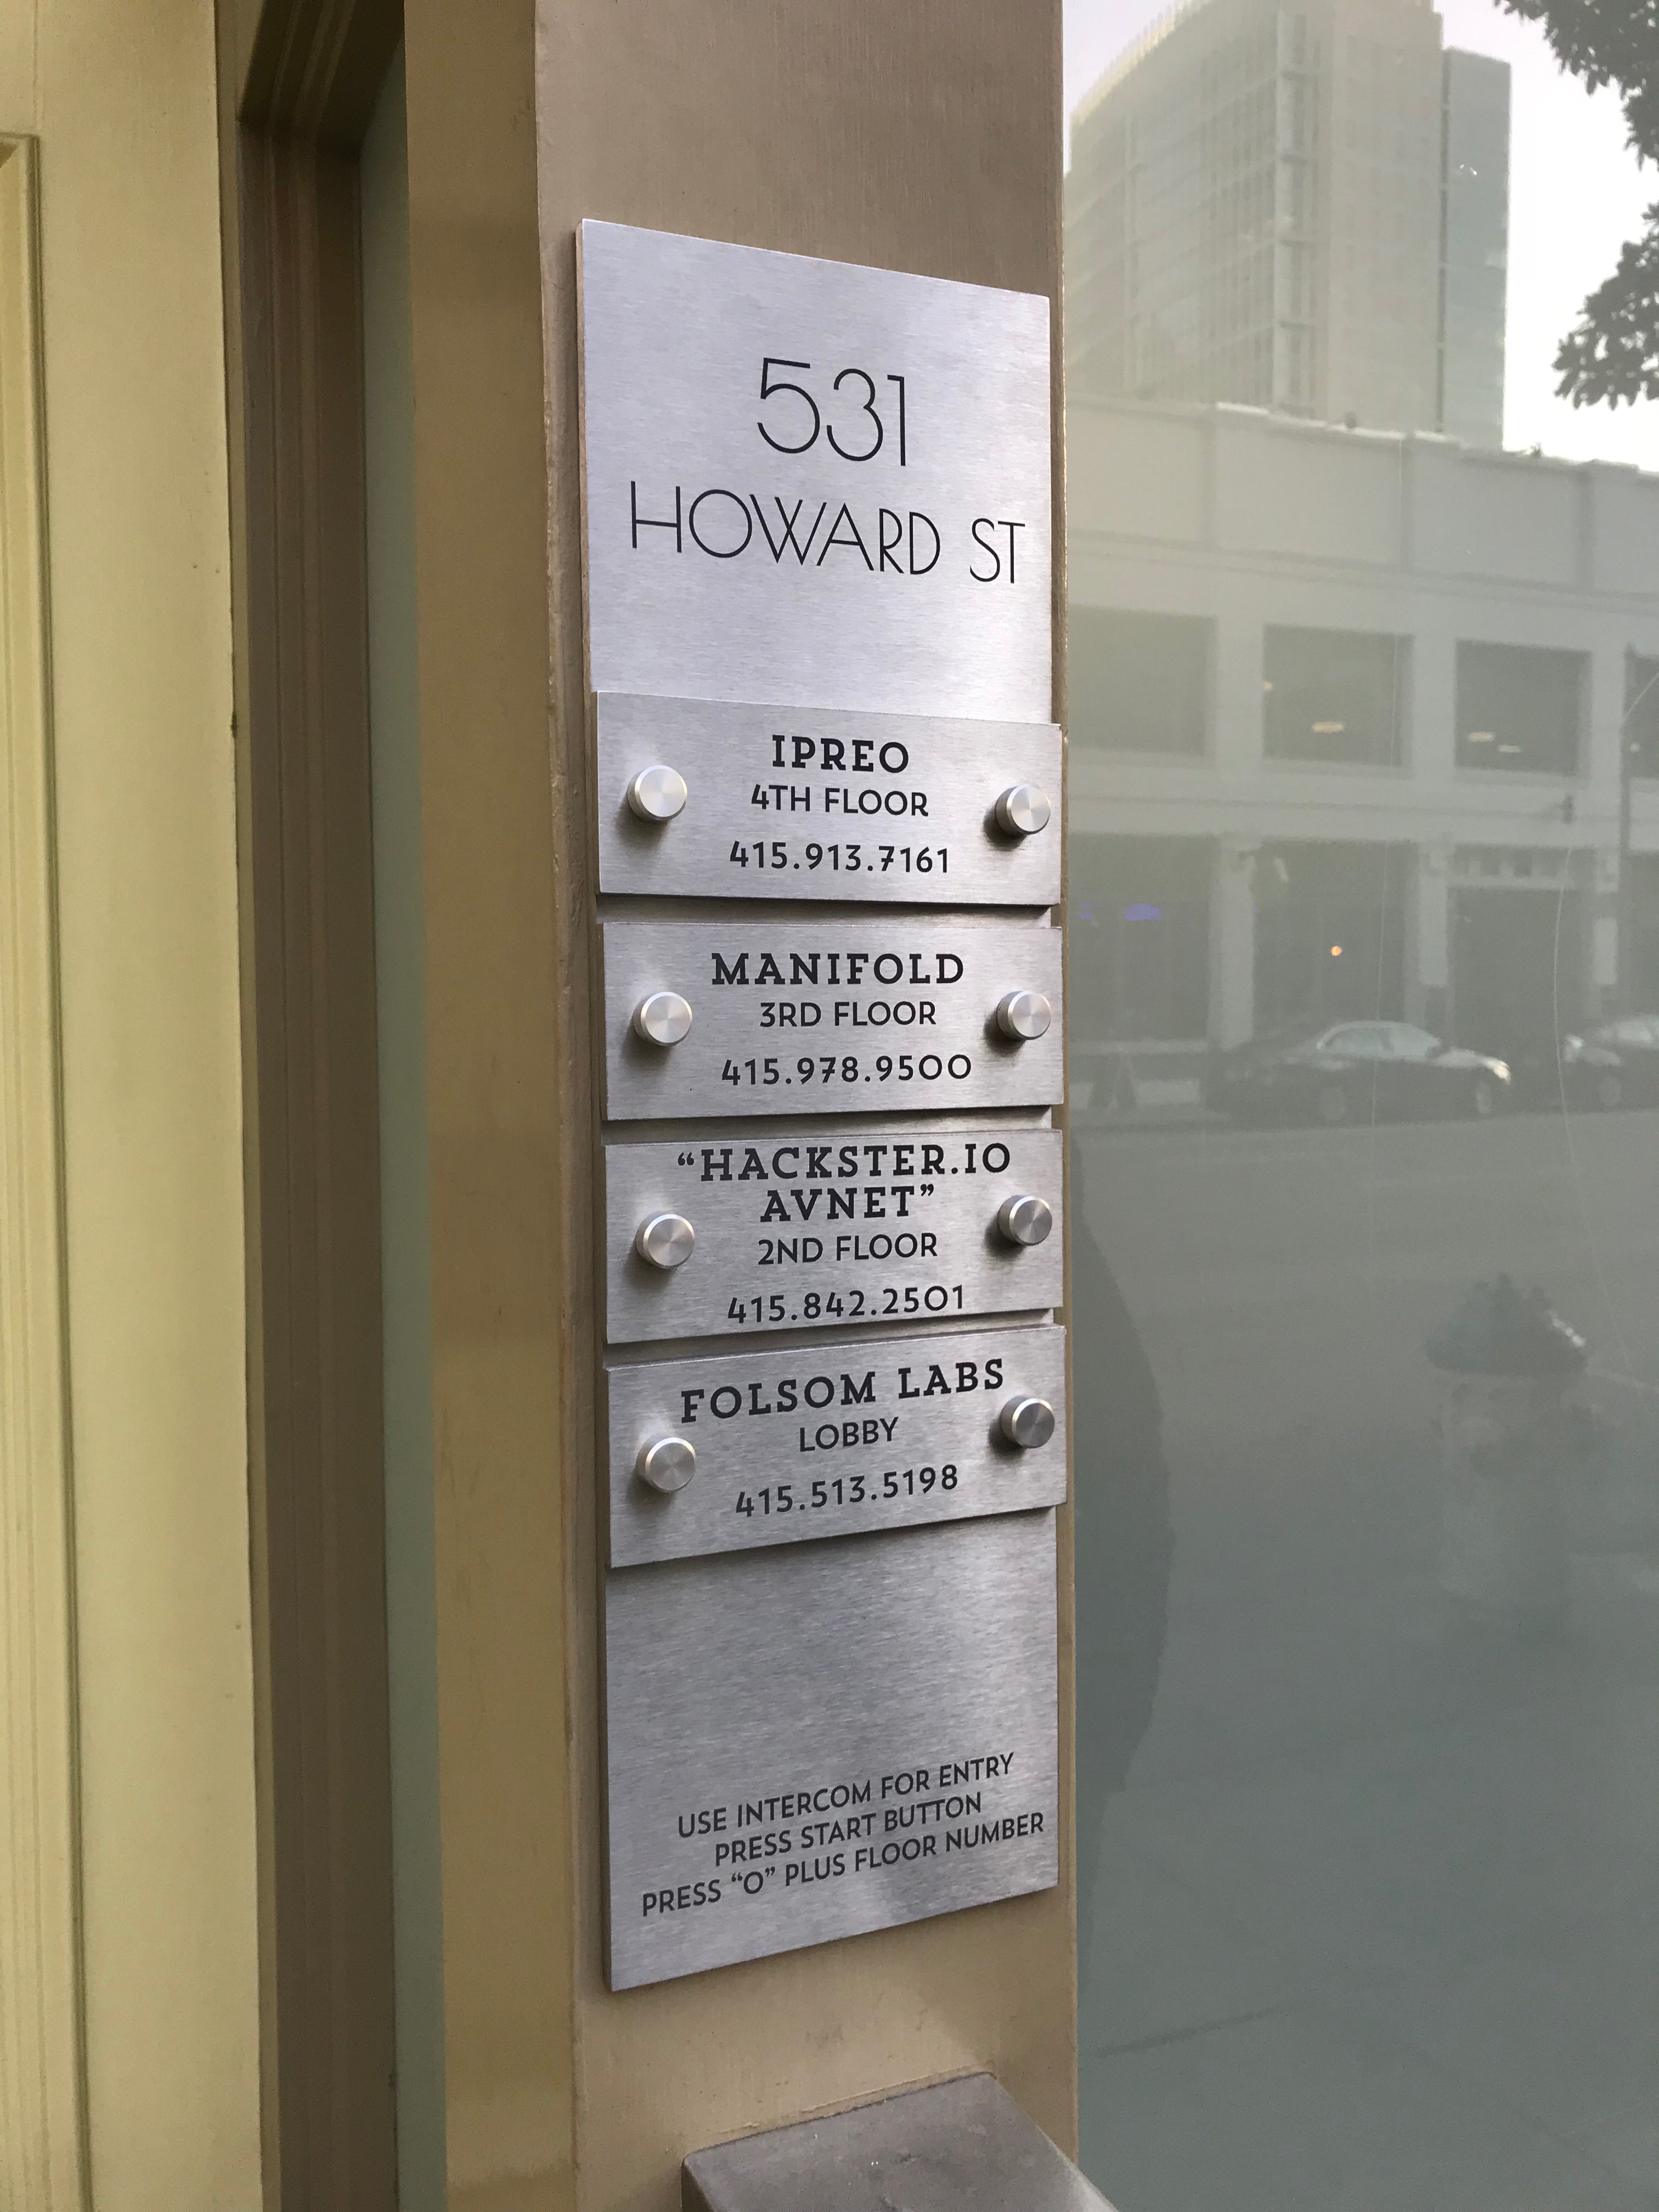 531
HOWARD ST
IPREO
4TH FLOOR
415.913.7161
MANIFOLD
3RD FLOOR
415.978.9500
“HACKSTER.IO
AVNET”
2ND FLOOR
415.842.2501
FOLSOM LABS
LOBBY
415.513.5198
USE INTERCOM FOR ENTRY
PRESS START BUTTON
PRESS “O” PLUS FLOOR NUMBER